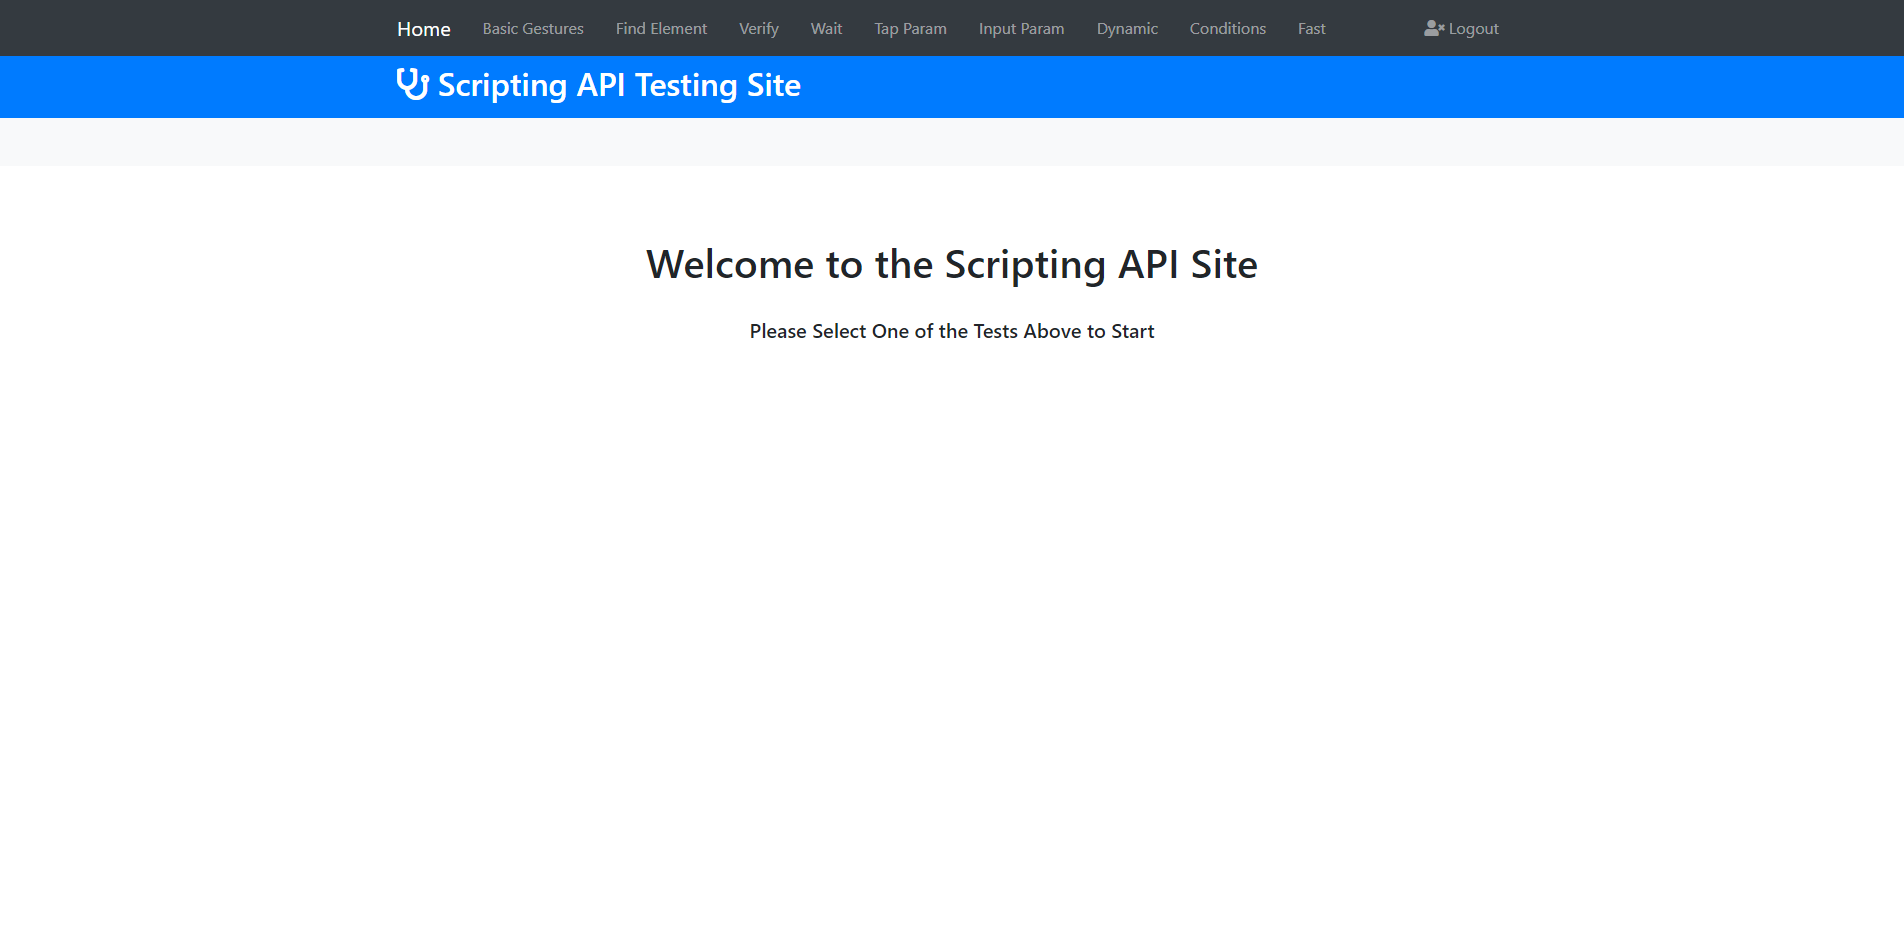 Home Basic Gestures Find Element Verify Wait Tap Param Input Param Dynamic Conditions Fast Logout
Scripting API Testing Site
Welcome to the Scripting API Site
Please Select One of the Tests Above to Start